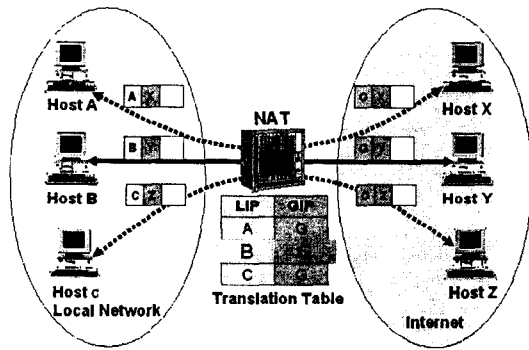 A X
G X
Host A
NAT
Host X
B Y
G Y
Host B
Host Y
C Z
G Z
LIP GIP
A G
B
C G
Host c
Local Network
Translation Table
Host Z
Internet